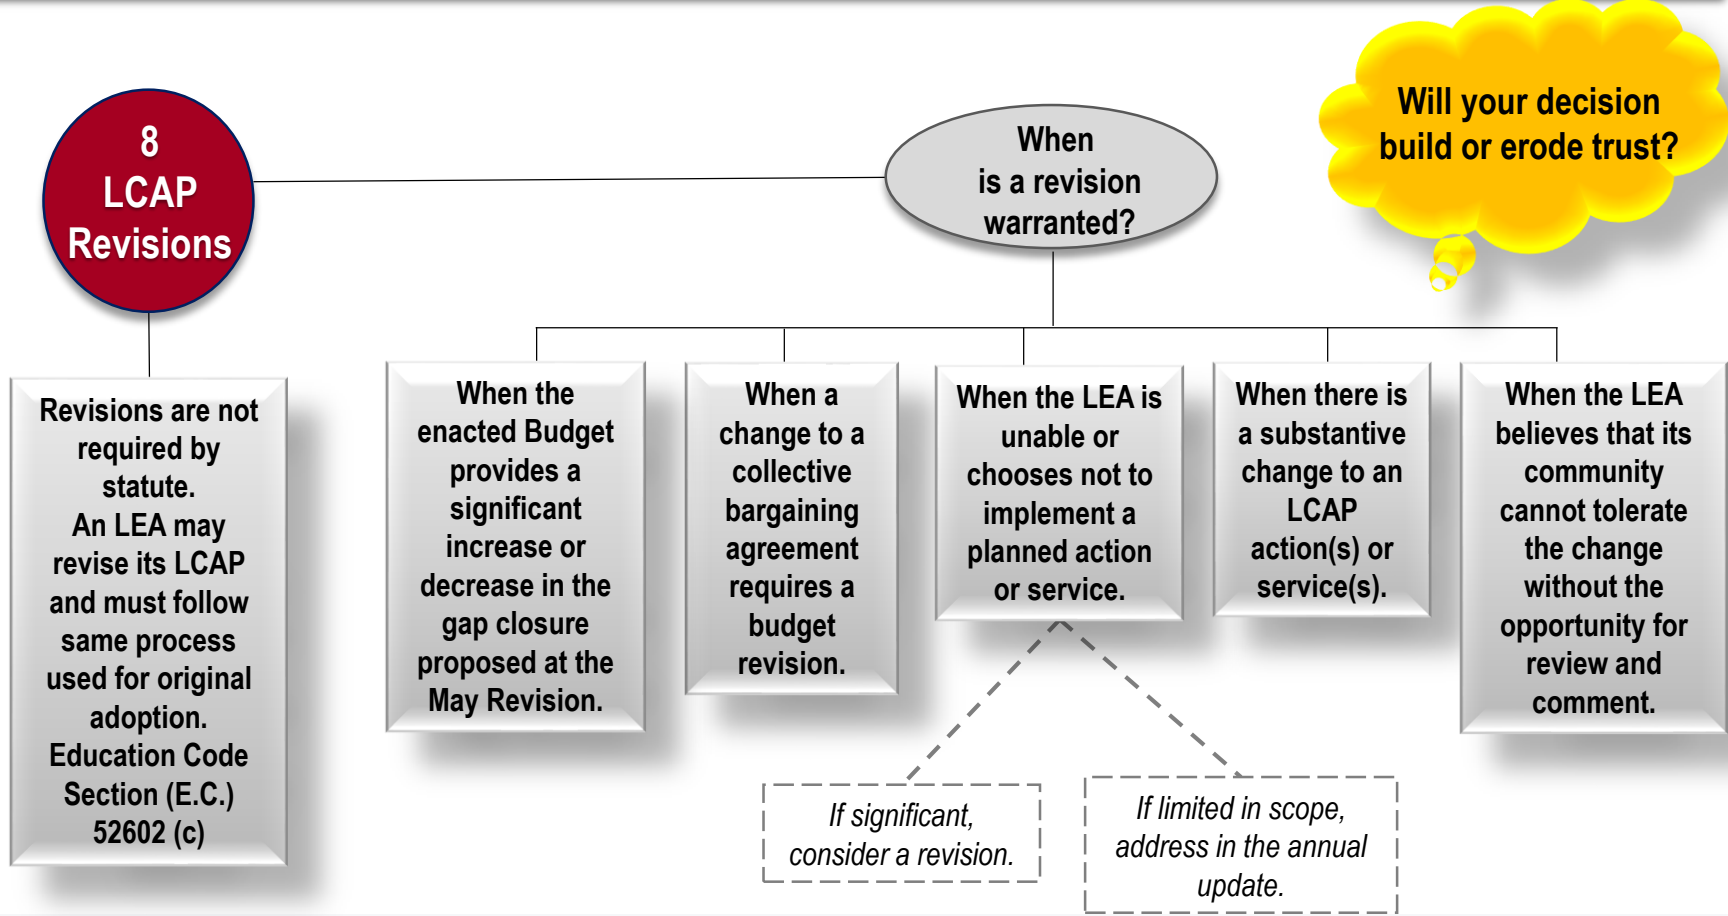 8
LCAP
Revisions
When
is a revision
warranted?
Will your decision
build or erode trust?
Revisions are not
required by
statute.
An LEA may
revise its LCAP
and must follow
same process
used for original
adoption.
Education Code
Section (E.C.)
52602 (c)
When the
enacted Budget
provides a
significant
increase or
decrease in the
gap closure
proposed at the
May Revision.
When a
change to a
collective
bargaining
agreement
requires a
budget
revision.
When the LEA is
unable or
chooses not to
implement a
planned action
or service.
When there is
a substantive
change to an
LCAP
action(s) or
service(s).
When the LEA
believes that its
community
cannot tolerate
the change
without the
opportunity for
review and
comment.
If significant,
consider a revision.
If limited in scope,
address in the annual
update.